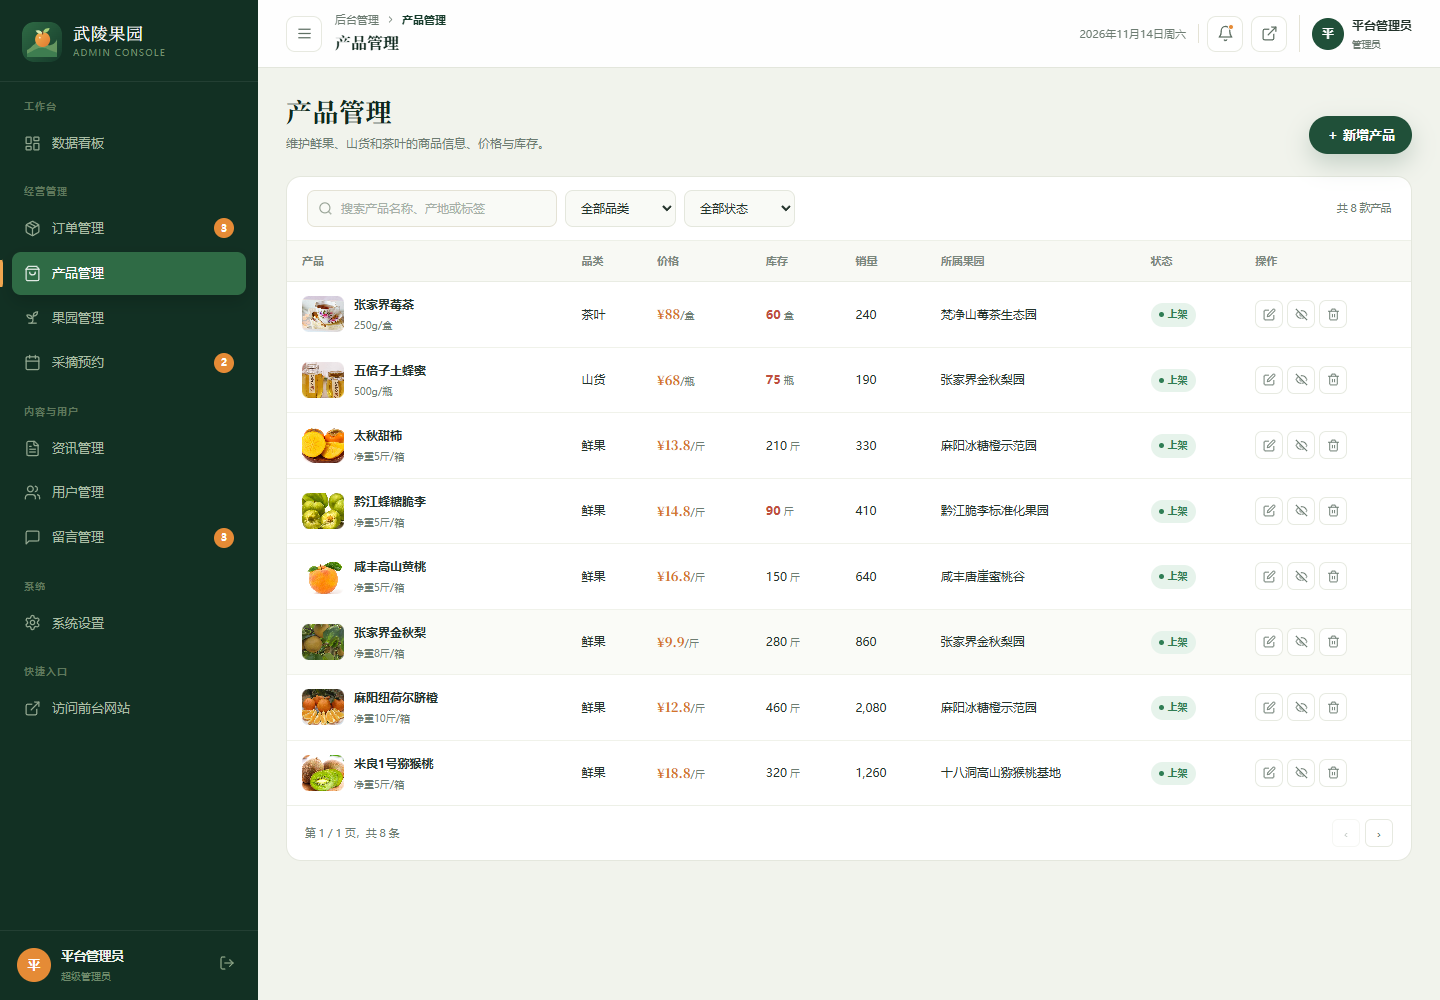 武陵果园
ADMIN CONSOLE
工作台
数据看板
经营管理
订单管理 3
产品管理
果园管理
采摘预约 2
内容与用户
资讯管理
用户管理
留言管理 3
系统
系统设置
快捷入口
访问前台网站
平 平台管理员
超级管理员
后台管理 › 产品管理
产品管理
2026年11月14日周六
平 平台管理员
管理员
产品管理
维护鲜果、山货和茶叶的商品信息、价格与库存。
+ 新增产品
搜索产品名称、产地或标签 全部品类 全部状态 共 8 款产品
产品 品类 价格 库存 销量 所属果园 状态 操作
张家界莓茶
250g/盒
茶叶 ¥88/盒 60 盒 240 梵净山莓茶生态园 上架
五倍子土蜂蜜
500g/瓶
山货 ¥68/瓶 75 瓶 190 张家界金秋梨园 上架
太秋甜柿
净重5斤/箱
鲜果 ¥13.8/斤 210 斤 330 麻阳冰糖橙示范园 上架
黔江蜂糖脆李
净重5斤/箱
鲜果 ¥14.8/斤 90 斤 410 黔江脆李标准化果园 上架
咸丰高山黄桃
净重5斤/箱
鲜果 ¥16.8/斤 150 斤 640 咸丰唐崖蜜桃谷 上架
张家界金秋梨
净重8斤/箱
鲜果 ¥9.9/斤 280 斤 860 张家界金秋梨园 上架
麻阳纽荷尔脐橙
净重10斤/箱
鲜果 ¥12.8/斤 460 斤 2,080 麻阳冰糖橙示范园 上架
米良1号猕猴桃
净重5斤/箱
鲜果 ¥18.8/斤 320 斤 1,260 十八洞高山猕猴桃基地 上架
第 1 / 1 页，共 8 条 ‹ ›